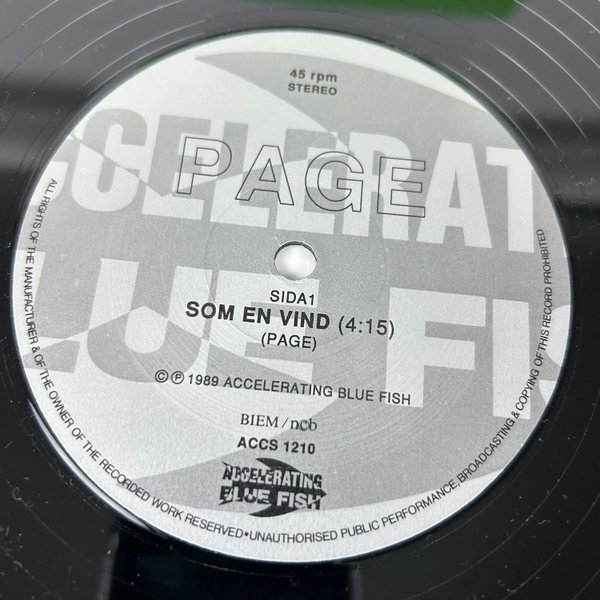 45 rpm
STEREO
PAGE
SIDA1
SOM EN VIND (4:15)
(PAGE)
© ℗ 1989 ACCELERATING BLUE FISH
BIEM/ncb
ACCS 1210
ACCELERATING
BLUE FISH
ALL RIGHTS OF THE MANUFACTURER & OF THE OWNER OF THE RECORDED WORK RESERVED•UNAUTHORISED PUBLIC PERFORMANCE, BROADCASTING & COPYING OF THIS RECORD PROHIBITED
CCELERAT
LUE FIS